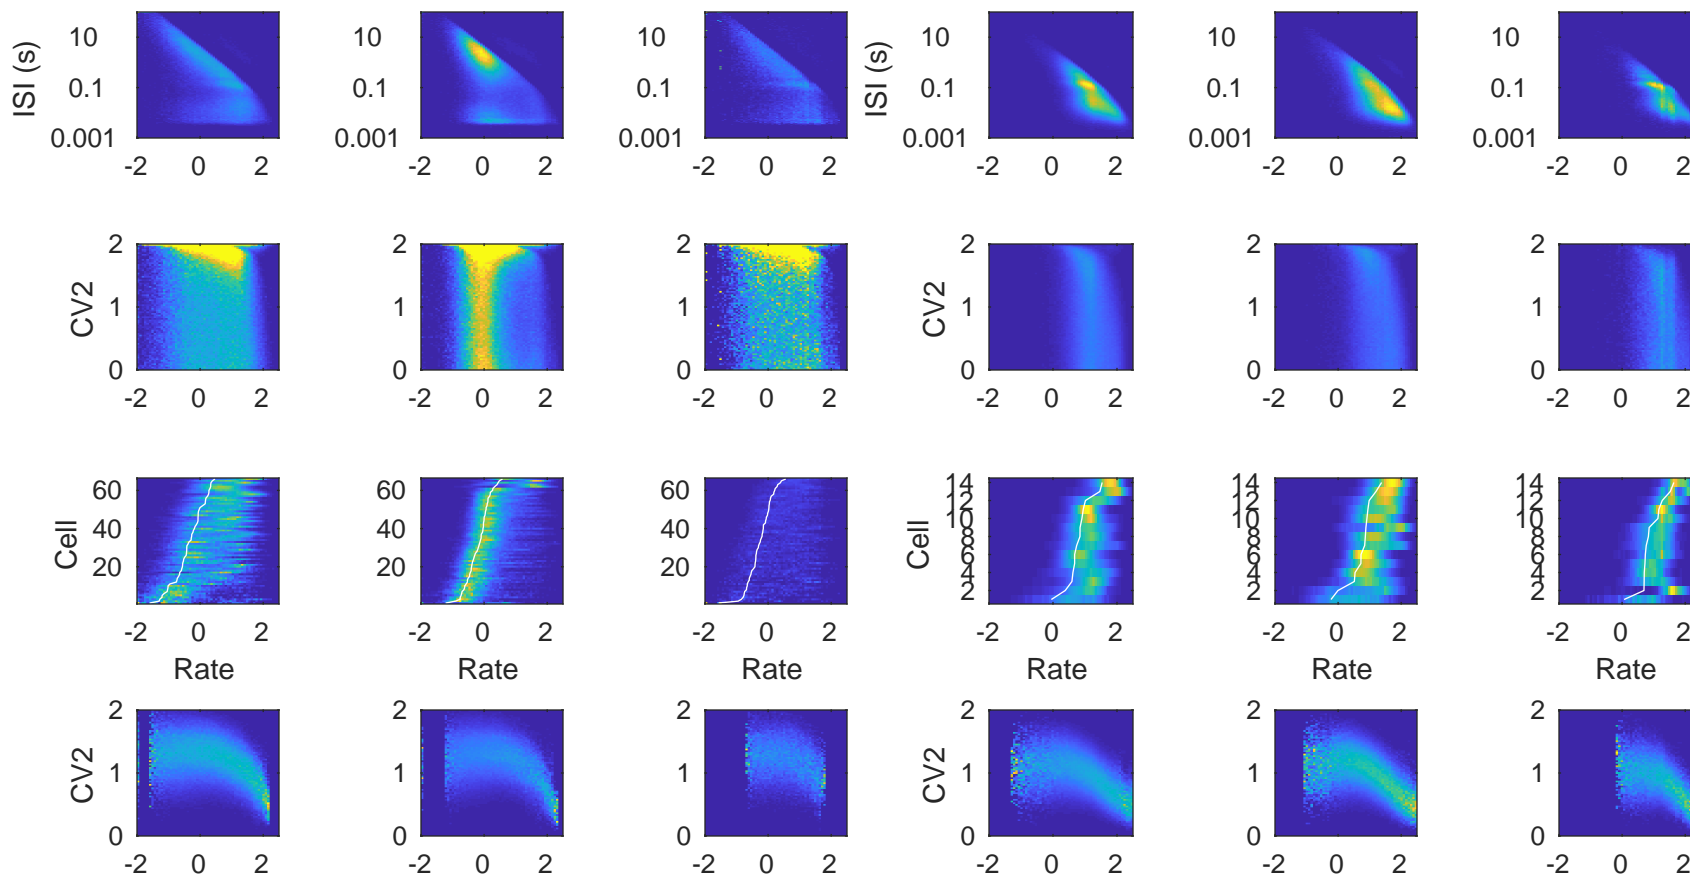 ISI (s) 10 0.1 0.001 10 0.1 0.001 10 0.1 0.001 ISI (s) 10 0.1 0.001 10 0.1 0.001 10 0.1 0.001
-2 0 2 -2 0 2 -2 0 2 -2 0 2 -2 0 2 -2 0 2
CV2 2 1 0 2 1 0 2 1 0 CV2 2 1 0 2 1 0 2 1 0
-2 0 2 -2 0 2 -2 0 2 -2 0 2 -2 0 2 -2 0 2
Cell 60 40 20 60 40 20 60 40 20 Cell 14 12 10 8 6 4 2 14 12 10 8 6 4 2 14 12 10 8 6 4 2
-2 0 2 -2 0 2 -2 0 2 -2 0 2 -2 0 2 -2 0 2
Rate Rate Rate Rate Rate Rate
CV2 2 1 0 2 1 0 2 1 0 CV2 2 1 0 2 1 0 2 1 0
-2 0 2 -2 0 2 -2 0 2 -2 0 2 -2 0 2 -2 0 2